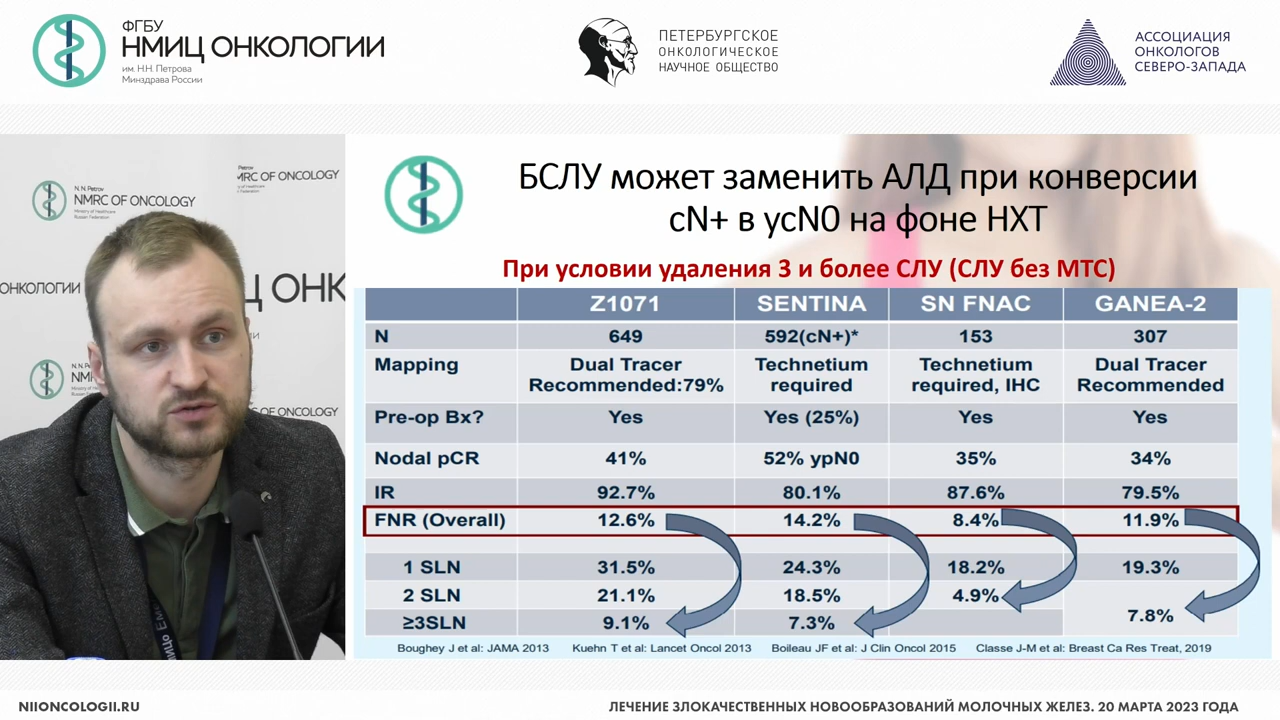 ФГБУ
НМИЦ ОНКОЛОГИИ
им. Н.Н. Петрова
Минздрава России
ПЕТЕРБУРГСКОЕ
ОНКОЛОГИЧЕСКОЕ
НАУЧНОЕ ОБЩЕСТВО
АССОЦИАЦИЯ
ОНКОЛОГОВ
СЕВЕРО-ЗАПАДА
N.N. Petrov
NMRC OF ONCOLOGY
Ministry of Healthcare
Russian Federation
MRC OF ONCOLOGY
ОНКОЛОГИИ
OF ONCOLOGY
БСЛУ может заменить АЛД при конверсии
cN+ в ycN0 на фоне НХТ
При условии удаления 3 и более СЛУ (СЛУ без МТС)
Z1071 SENTINA SN FNAC GANEA-2
N 649 592(cN+)* 153 307
Mapping Dual Tracer Recommended:79% Technetium required Technetium required, IHC Dual Tracer Recommended
Pre-op Bx? Yes Yes (25%) Yes Yes
Nodal pCR 41% 52% ypN0 35% 34%
IR 92.7% 80.1% 87.6% 79.5%
FNR (Overall) 12.6% 14.2% 8.4% 11.9%
1 SLN 31.5% 24.3% 18.2% 19.3%
2 SLN 21.1% 18.5% 4.9% 7.8%
≥3SLN 9.1% 7.3%
Boughey J et al: JAMA 2013 Kuehn T et al: Lancet Oncol 2013 Boileau JF et al: J Clin Oncol 2015 Classe J-M et al: Breast Ca Res Treat, 2019
NIIONCOLOGII.RU
ЛЕЧЕНИЕ ЗЛОКАЧЕСТВЕННЫХ НОВООБРАЗОВАНИЙ МОЛОЧНЫХ ЖЕЛЕЗ. 20 МАРТА 2023 ГОДА